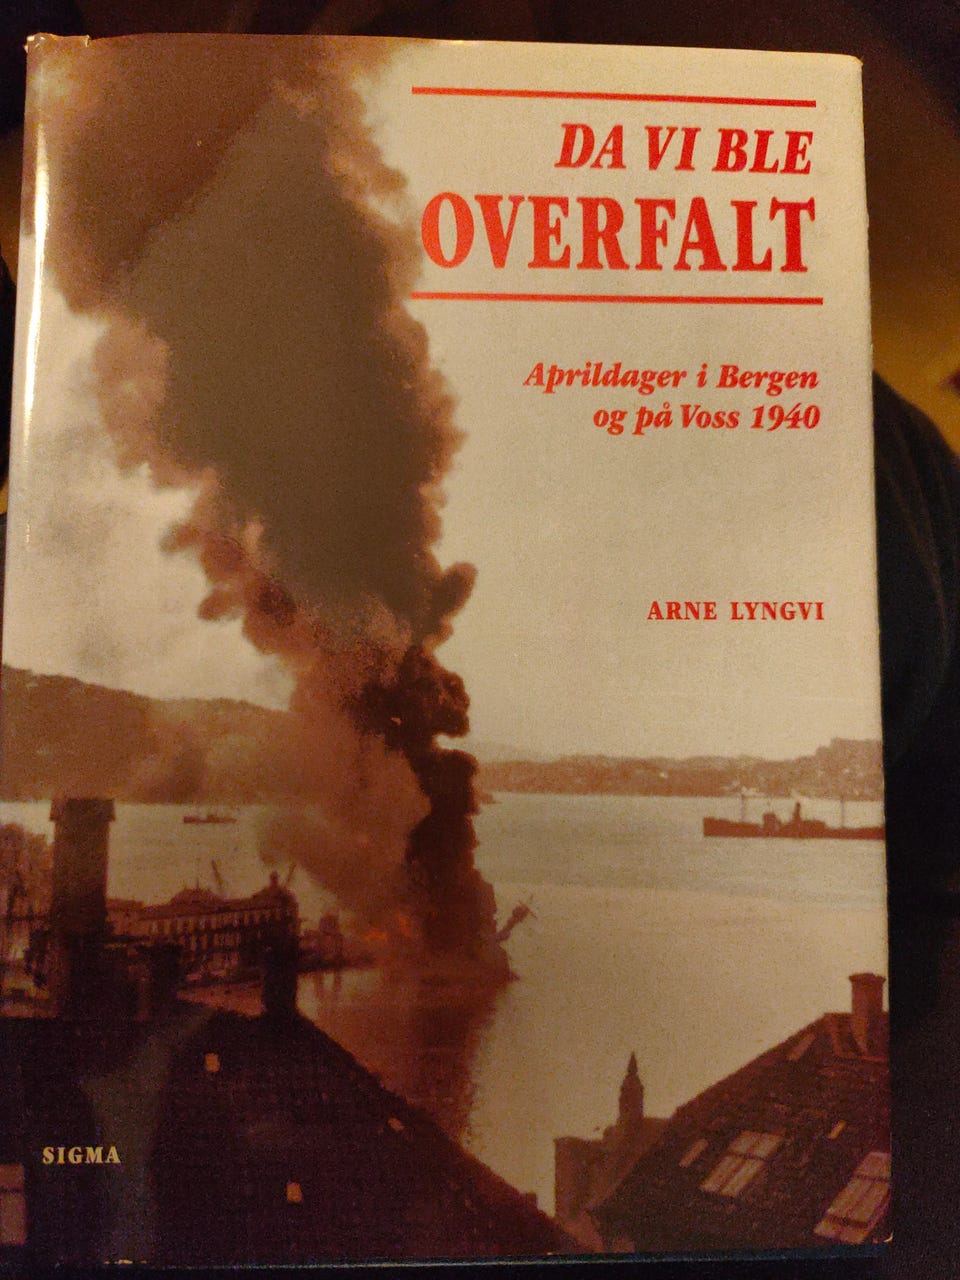 DA VI BLE
OVERFALT
Aprildager i Bergen
og på Voss 1940
ARNE LYNGVI
SIGMA